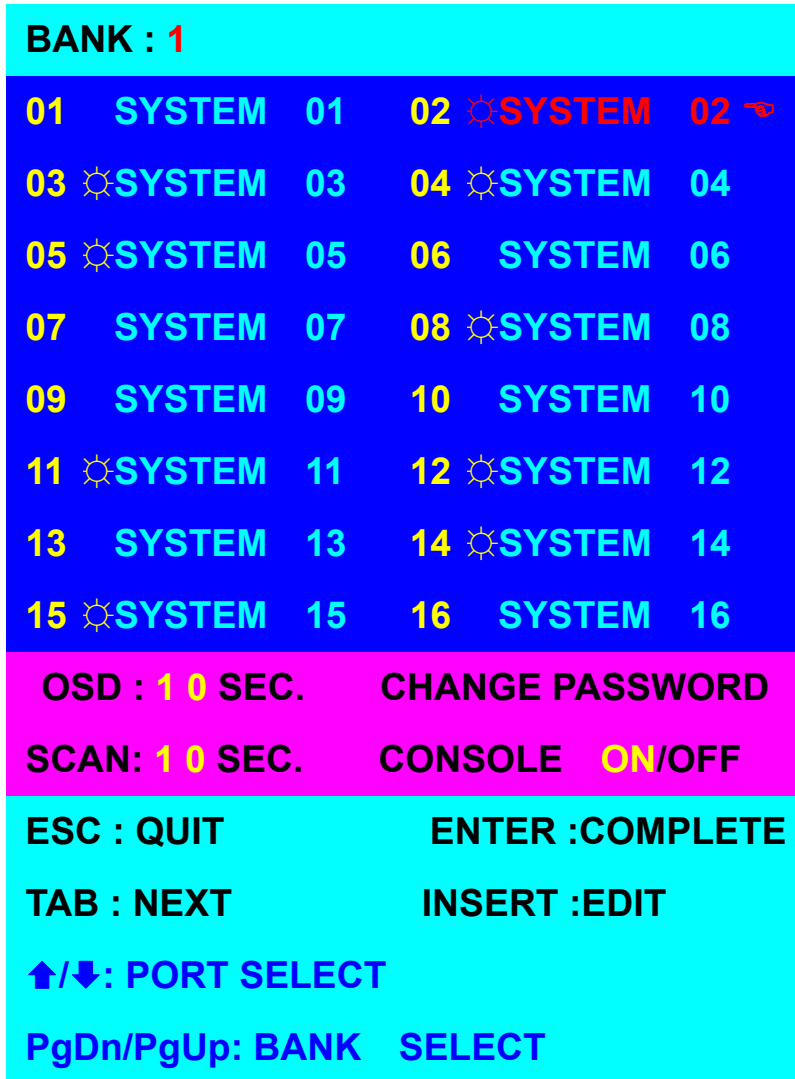 BANK : 1
01 SYSTEM 01 02 ☼SYSTEM 02 ☜
03 ☼SYSTEM 03 04 ☼SYSTEM 04
05 ☼SYSTEM 05 06 SYSTEM 06
07 SYSTEM 07 08 ☼SYSTEM 08
09 SYSTEM 09 10 SYSTEM 10
11 ☼SYSTEM 11 12 ☼SYSTEM 12
13 SYSTEM 13 14 ☼SYSTEM 14
15 ☼SYSTEM 15 16 SYSTEM 16
OSD : 1 0 SEC. CHANGE PASSWORD
SCAN: 1 0 SEC. CONSOLE ON/OFF
ESC : QUIT ENTER :COMPLETE
TAB : NEXT INSERT :EDIT
⬆/⬇: PORT SELECT
PgDn/PgUp: BANK SELECT